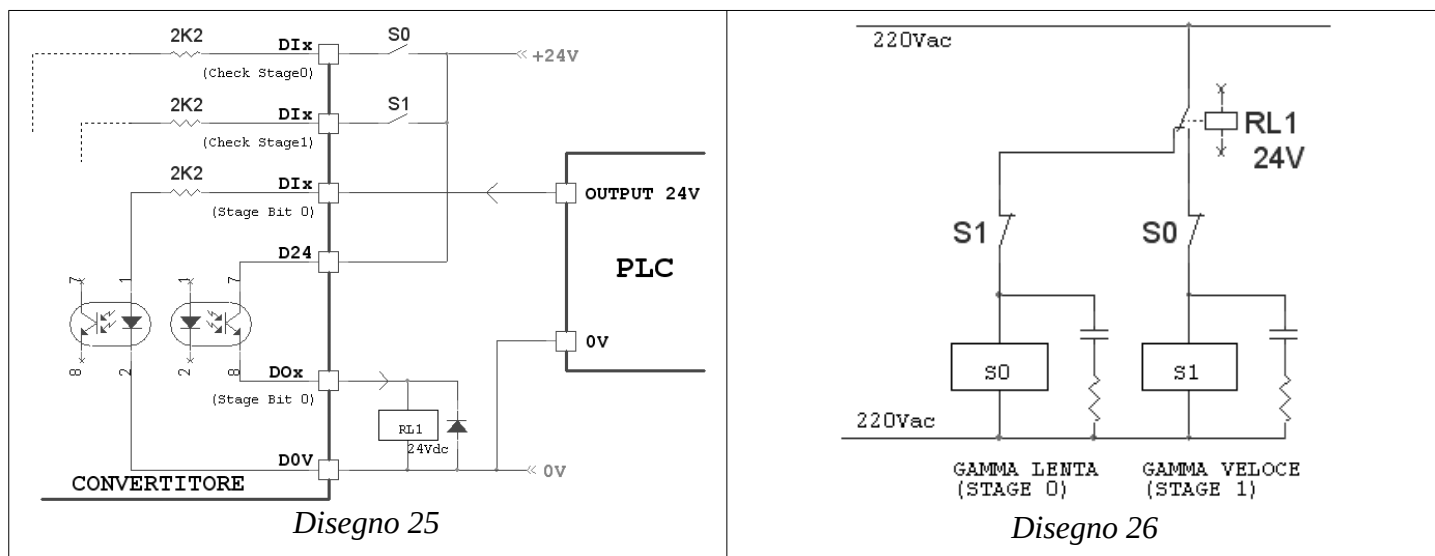 2K2
DIx
S0
(Check Stage0)
+24V
2K2
DIx
S1
(Check Stage1)
2K2
DIx
(Stage Bit 0)
OUTPUT 24V
D24
PLC
7
1
1
7
8
2
2
8
0V
DOx
(Stage Bit 0)
RL1
24Vdc
D0V
0V
CONVERTITORE
Disegno 25
220Vac
RL1
24V
S1
S0
S0
S1
220Vac
GAMMA LENTA
(STAGE 0)
GAMMA VELOCE
(STAGE 1)
Disegno 26